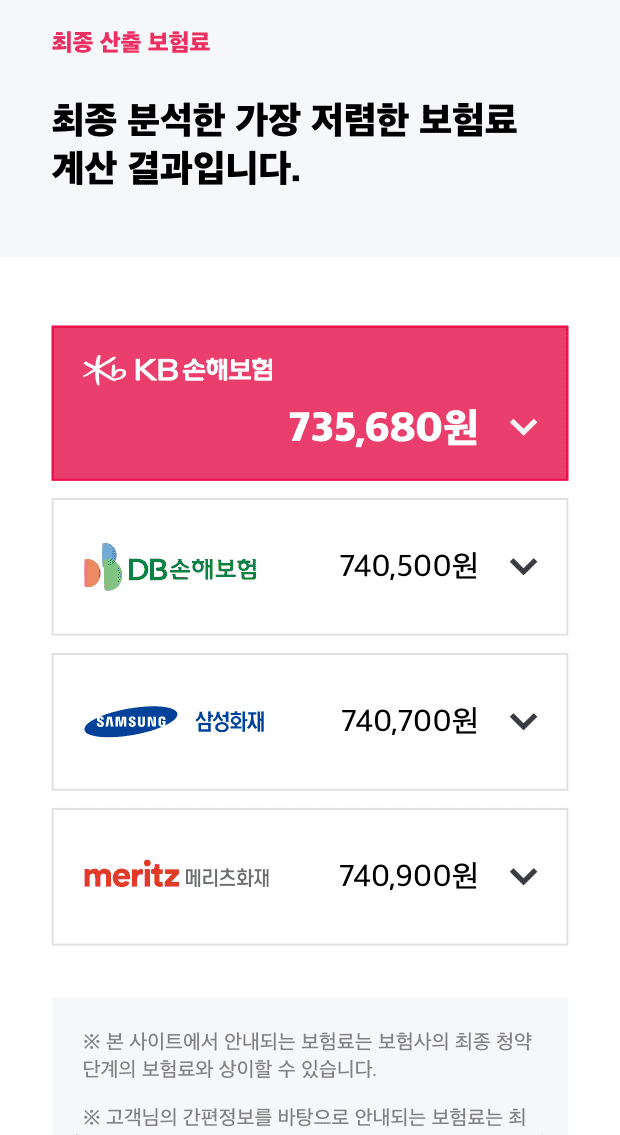 최종 산출 보험료
최종 분석한 가장 저렴한 보험료
계산 결과입니다.
KB 손해보험
735,680원
DB손해보험
740,500원
SAMSUNG 삼성화재
740,700원
meritz 메리츠화재
740,900원
※ 본 사이트에서 안내되는 보험료는 보험사의 최종 청약
단계의 보험료와 상이할 수 있습니다.
※ 고객님의 간편정보를 바탕으로 안내되는 보험료는 최